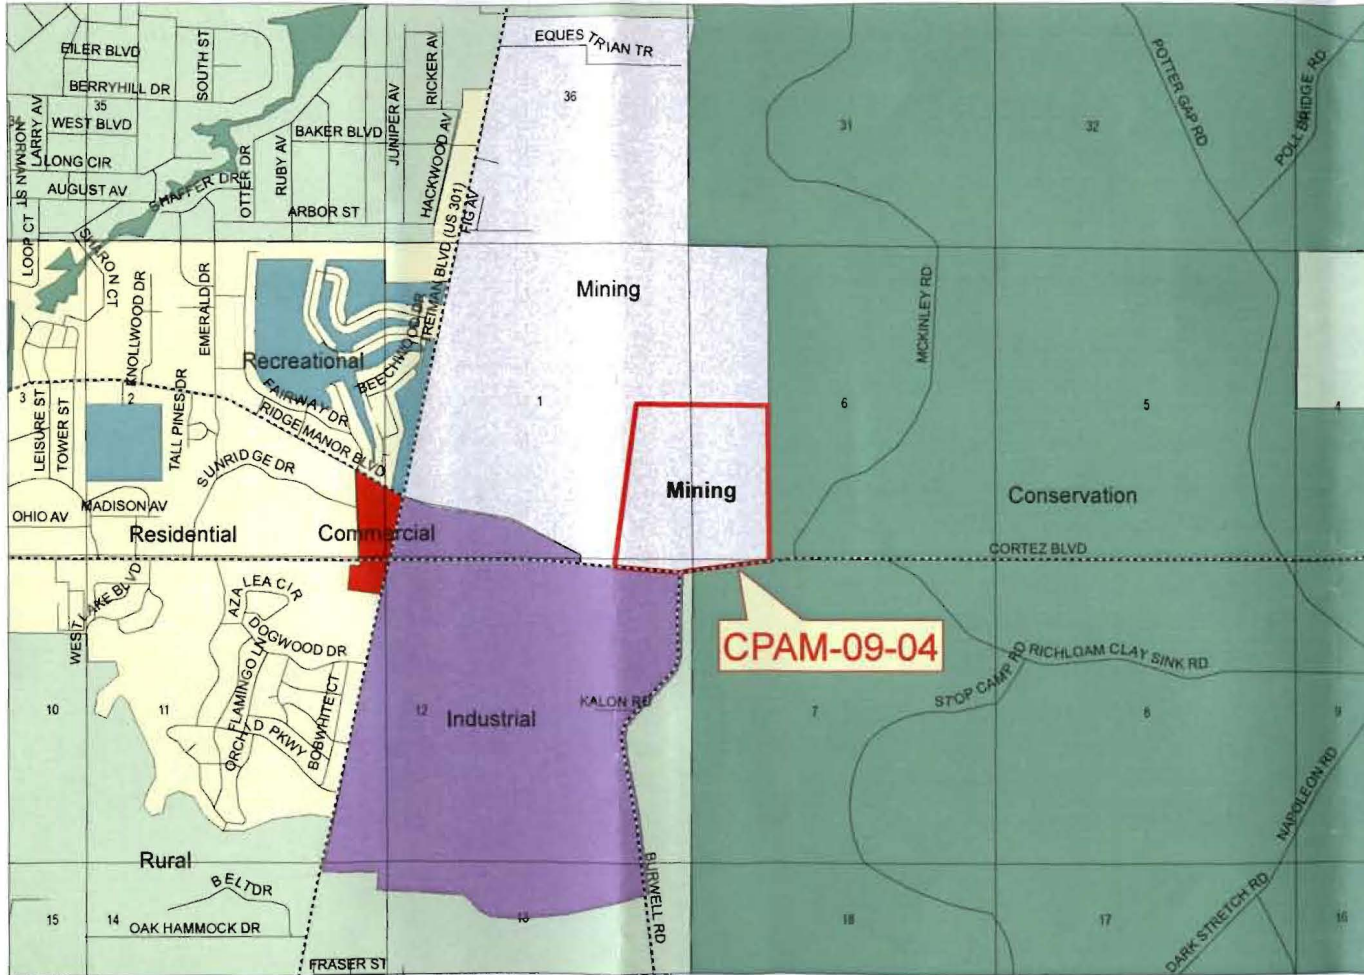 EQUESTRIAN TR
EILER BLVD
SOUTH ST
RICKER AV
POTTER GAP RD
POLL BRIDGE RD
BERRYHILL DR
JUNIPER AV
36
34
35
LARRY AV
WEST BLVD
BAKER BLVD
HACKWOOD AV
31
32
NORMAN ST
LONG CIR
OTTER DR
RUBY AV
AUGUST AV
SHAFFER DR
ARBOR ST
FIG AV
LOOP CT
SHARON CT
TREIMAN BLVD (US 301)
KNOLLWOOD DR
EMERALD DR
Mining
MCKINLEY RD
BEECHWOOD DR
Recreational
3
2
FAIRWAY DR
1
6
5
4
LEISURE ST
TOWER ST
TALL PINES DR
RIDGE MANOR BLVD
SUNRIDGE DR
Mining
Conservation
MADISON AV
OHIO AV
Residential
Commercial
CORTEZ BLVD
WEST LAKE BLVD
AZALEA CIR
DOGWOOD DR
CPAM-09-04
RICHLOAM CLAY SINK RD
FLAMINGO LN
STOP CAMP RD
BOBWHITE CT
KALON RD
10
11
12
Industrial
7
8
9
ORCHID PKWY
NAPOLEON RD
Rural
BELT DR
BURWELL RD
DARK STRETCH RD
15
14
13
18
17
16
OAK HAMMOCK DR
FRASER ST